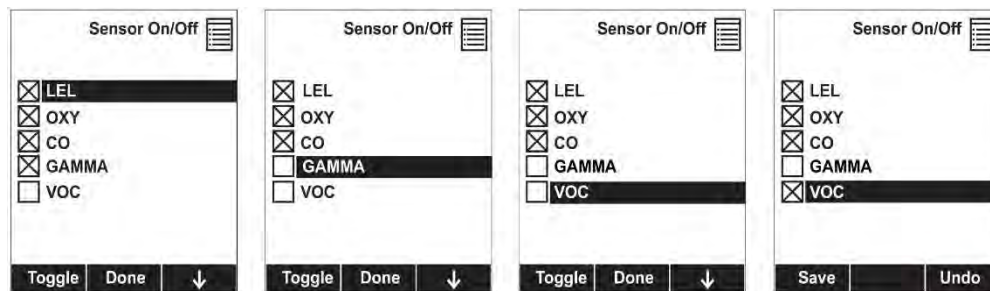 Sensor On/Off
LEL
OXY
CO
GAMMA
VOC
Toggle Done ↓
Sensor On/Off
LEL
OXY
CO
GAMMA
VOC
Toggle Done ↓
Sensor On/Off
LEL
OXY
CO
GAMMA
VOC
Toggle Done ↓
Sensor On/Off
LEL
OXY
CO
GAMMA
VOC
Save Undo